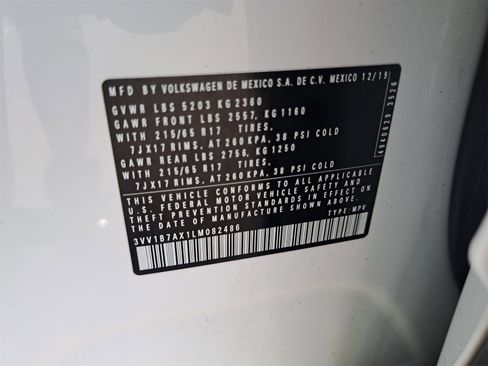 MFD BY VOLKSWAGEN DE MEXICO S.A. DE C.V. MEXICO 12/19
GVWR LBS 5203 KG 2360
GAWR FRONT LBS 2557, KG 1160
WITH 215/65 R17 TIRES,
7JX17 RIMS, AT 260 KPA, 38 PSI COLD
GAWR REAR LBS 2756, KG 1250
WITH 215/65 R17 TIRES,
7JX17 RIMS, AT 260 KPA, 38 PSI COLD
THIS VEHICLE CONFORMS TO ALL APPLICABLE
U.S. FEDERAL MOTOR VEHICLE SAFETY AND
THEFT PREVENTION STANDARDS IN EFFECT ON
THE DATE OF MANUFACTURE SHOWN ABOVE.
3VV1B7AX1LM082486 TYPE: MPV
4940629 3526